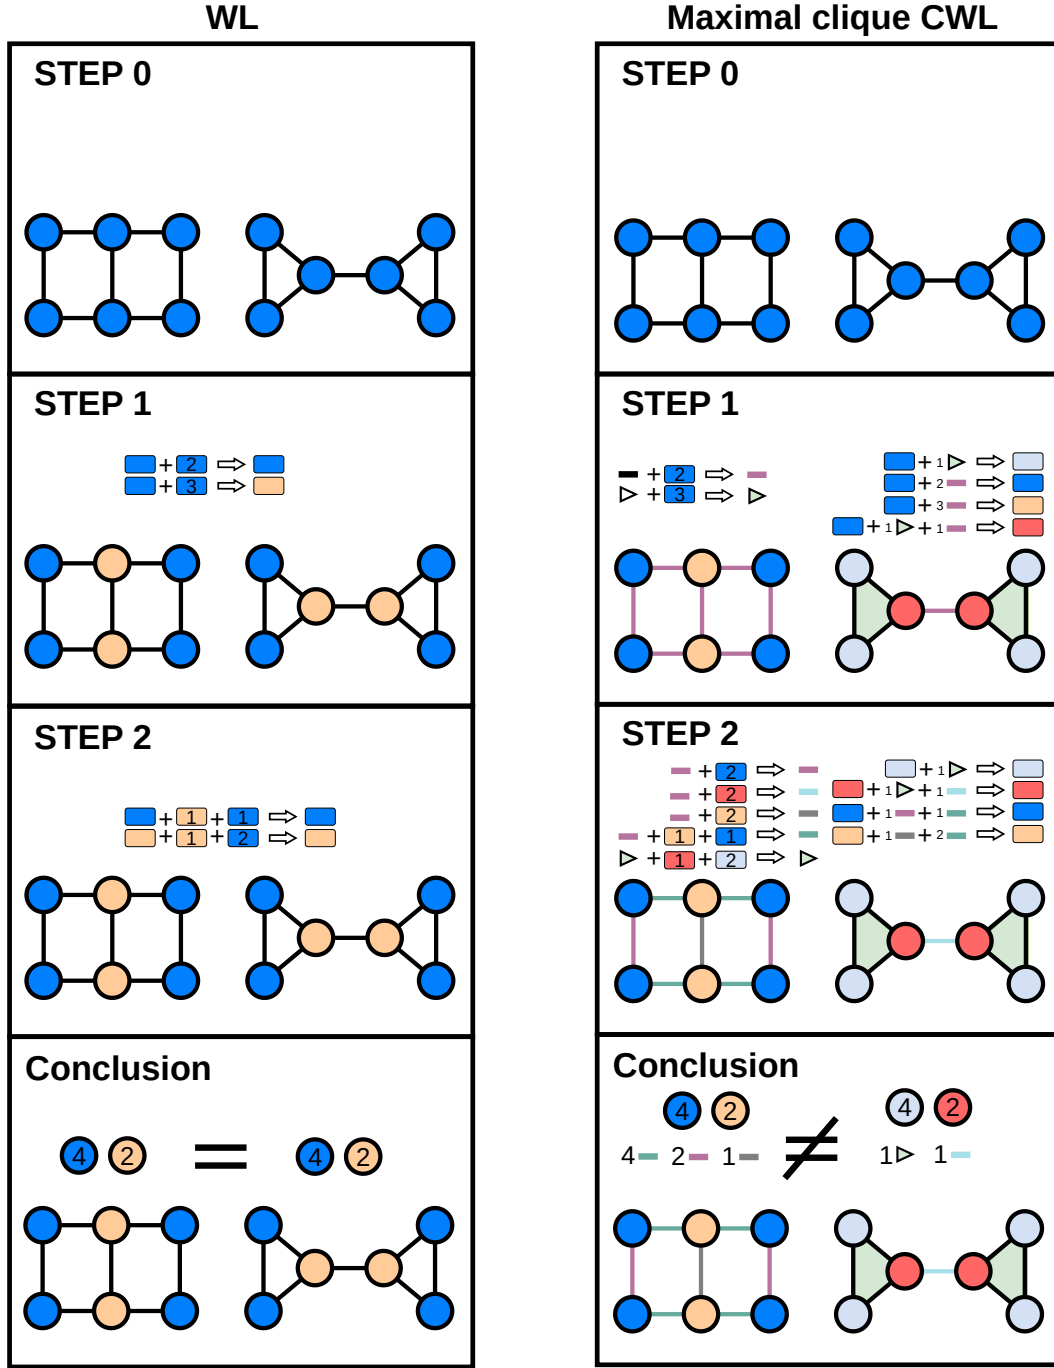 WL
STEP 0
STEP 1
+ 2
+ 3
STEP 2
+ 1 + 1
+ 1 + 2
Conclusion
4 2 = 4 2
Maximal clique CWL
STEP 0
STEP 1
+ 2
+ 3
+ 1
+ 2
+ 3
+ 1 + 1
STEP 2
+ 2
+ 2
+ 2
+ 1 + 1
+ 1 + 2
+ 1
+ 1 + 1
+ 1 + 1
+ 1 + 2
Conclusion
4 2 ≠ 4 2
4 2 1 1 1